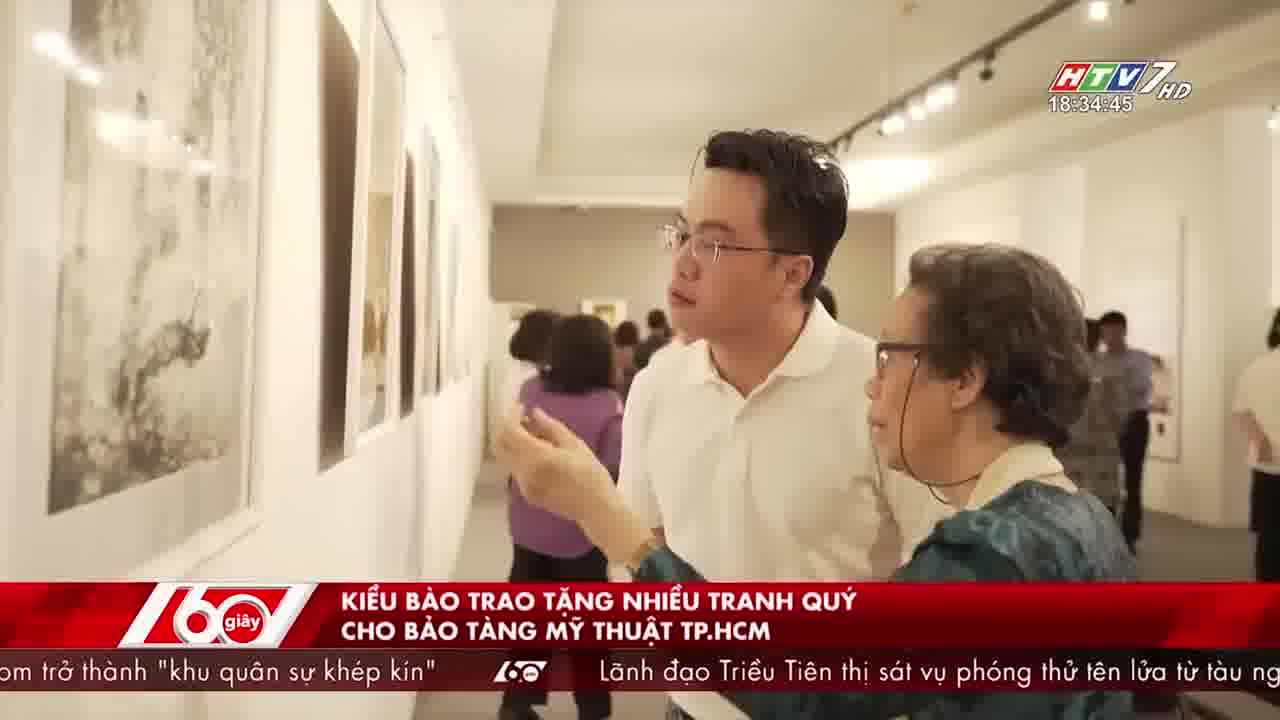 HTV7 HD
18:34:45
60 giây
KIỀU BÀO TRAO TẶNG NHIỀU TRANH QUÝ
CHO BẢO TÀNG MỸ THUẬT TP.HCM
om trở thành "khu quân sự khép kín" 60 giây Lãnh đạo Triều Tiên thị sát vụ phóng thử tên lửa từ tàu ng